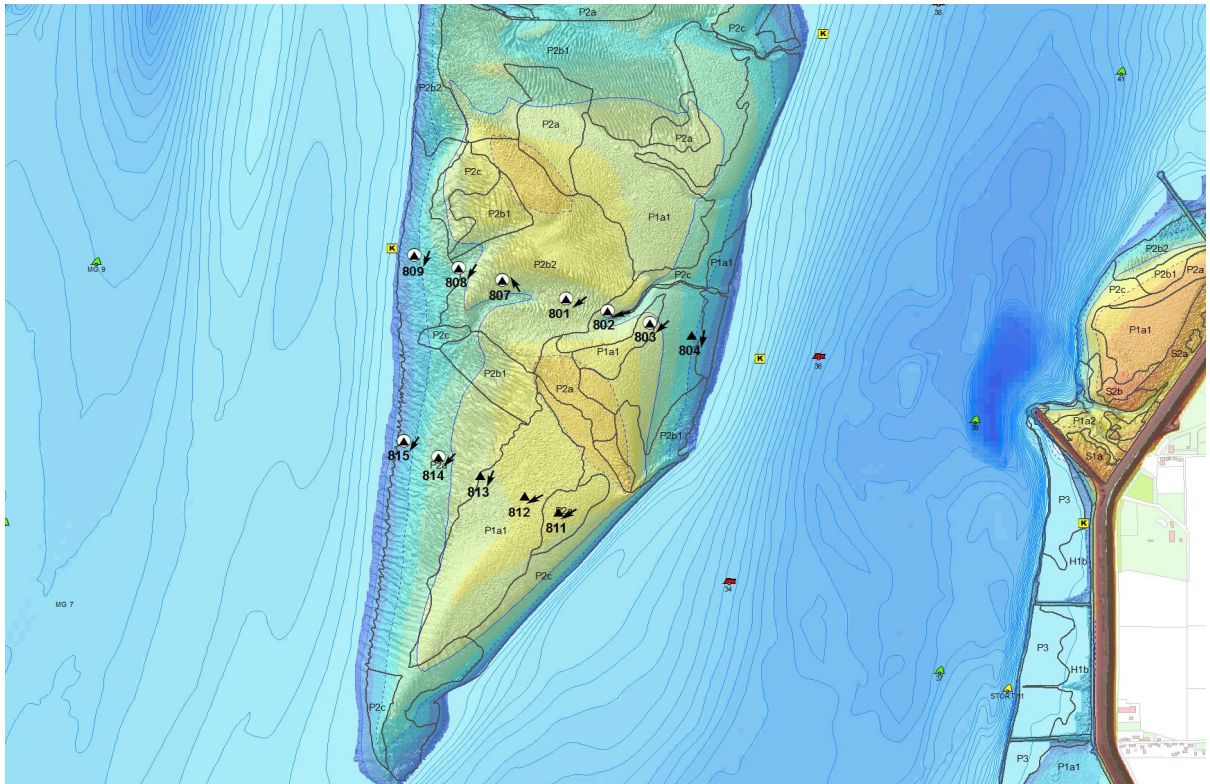 P2a
38
P2c
K
P2b1
41
P2b2
P2a
P2a
P2c
P2b1
P1a1
P2b2
P2b1
P2a
P2c
K
MG 9
809
808
807
P2b2
P2c
P1a1
801
802
803
804
P1a1
S2a
P2c
P1a1
K
36
P2b1
P2a
S2b
39
P1a2
P2b1
815
814
813
812
811
S1a
P3
P1a1
K
P2c
H1b
34
MG 7
P3
H1b
37
P2c
P3
P1a1